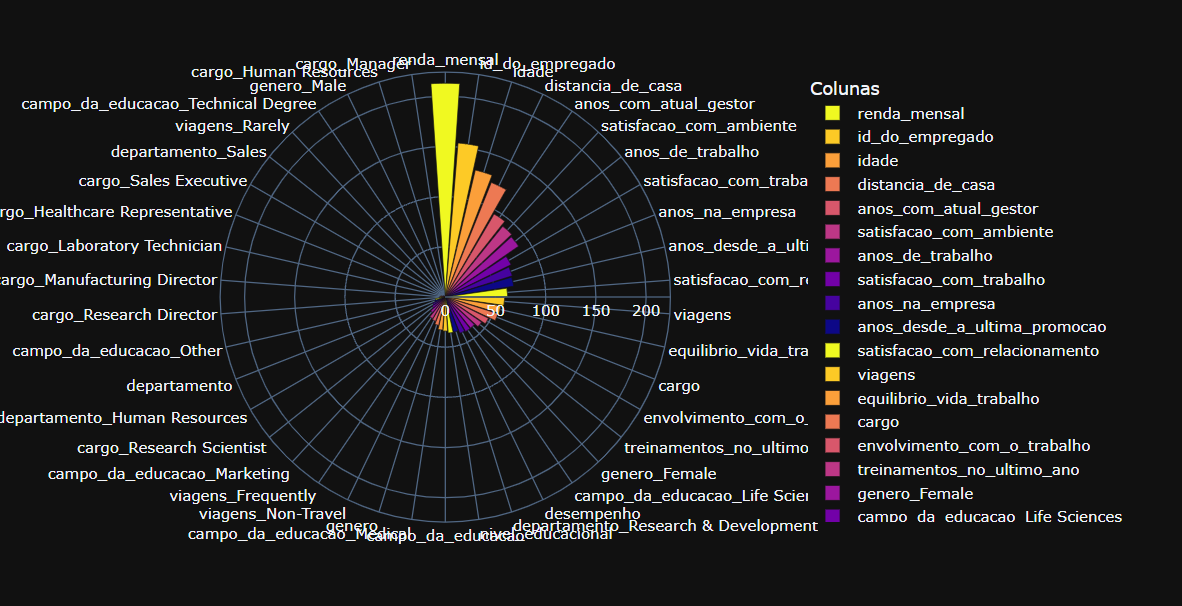 renda_mensal
id_do_empregado
idade
distancia_de_casa
anos_com_atual_gestor
satisfacao_com_ambiente
anos_de_trabalho
satisfacao_com_traba
anos_na_empresa
anos_desde_a_ulti
satisfacao_com_re
viagens
equilibrio_vida_tra
cargo
envolvimento_com_o_
treinamentos_no_ultimo
genero_Female
campo_da_educacao_Life Scien
desempenho
departamento_Research & Development
nivel_educacional
campo_da_educacao
campo_da_educacao_Medical
genero
viagens_Non-Travel
viagens_Frequently
campo_da_educacao_Marketing
cargo_Research Scientist
departamento_Human Resources
departamento
campo_da_educacao_Other
cargo_Research Director
cargo_Manufacturing Director
cargo_Laboratory Technician
rgo_Healthcare Representative
cargo_Sales Executive
departamento_Sales
viagens_Rarely
campo_da_educacao_Technical Degree
genero_Male
cargo_Human Resources
cargo_Manager
0 50 100 150 200
Colunas
renda_mensal
id_do_empregado
idade
distancia_de_casa
anos_com_atual_gestor
satisfacao_com_ambiente
anos_de_trabalho
satisfacao_com_trabalho
anos_na_empresa
anos_desde_a_ultima_promocao
satisfacao_com_relacionamento
viagens
equilibrio_vida_trabalho
cargo
envolvimento_com_o_trabalho
treinamentos_no_ultimo_ano
genero_Female
campo_da_educacao_Life Sciences